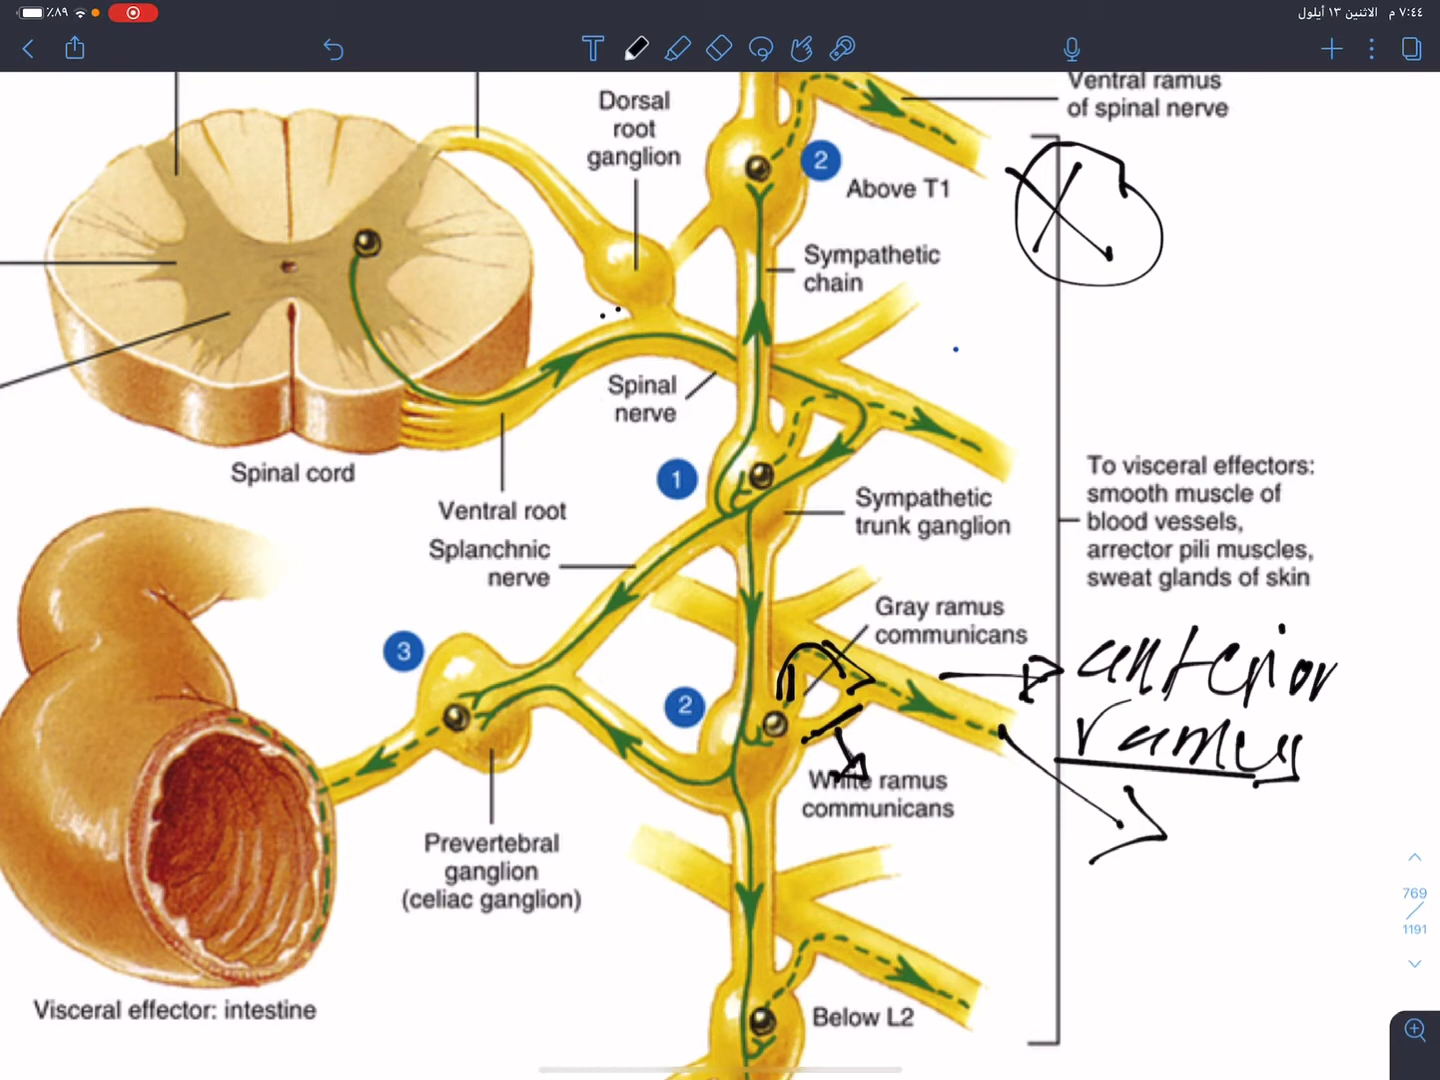 ٪٨٩
٧:٤٤ م الاثنين ١٣ أيلول
T
Ventral ramus
of spinal nerve
Dorsal
root
ganglion
2
Above T1
Sympathetic
chain
Spinal
nerve
1
Spinal cord
Ventral root
Sympathetic
trunk ganglion
To visceral effectors:
smooth muscle of
blood vessels,
arrector pili muscles,
sweat glands of skin
Splanchnic
nerve
Gray ramus
communicans
3
2
anterior
ramus
White ramus
communicans
Prevertebral
ganglion
(celiac ganglion)
769
1191
Visceral effector: intestine
Below L2